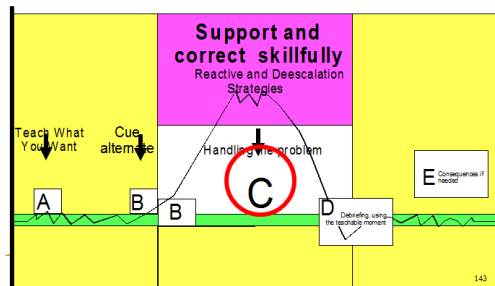 Support and
correct skillfully
Reactive and Deescalation
Strategies
Teach What
You Want
Cue
alternate
Handling the problem
A
B
B
C
D
Debriefing, using
the teachable moment
E
Consequences if
needed
143